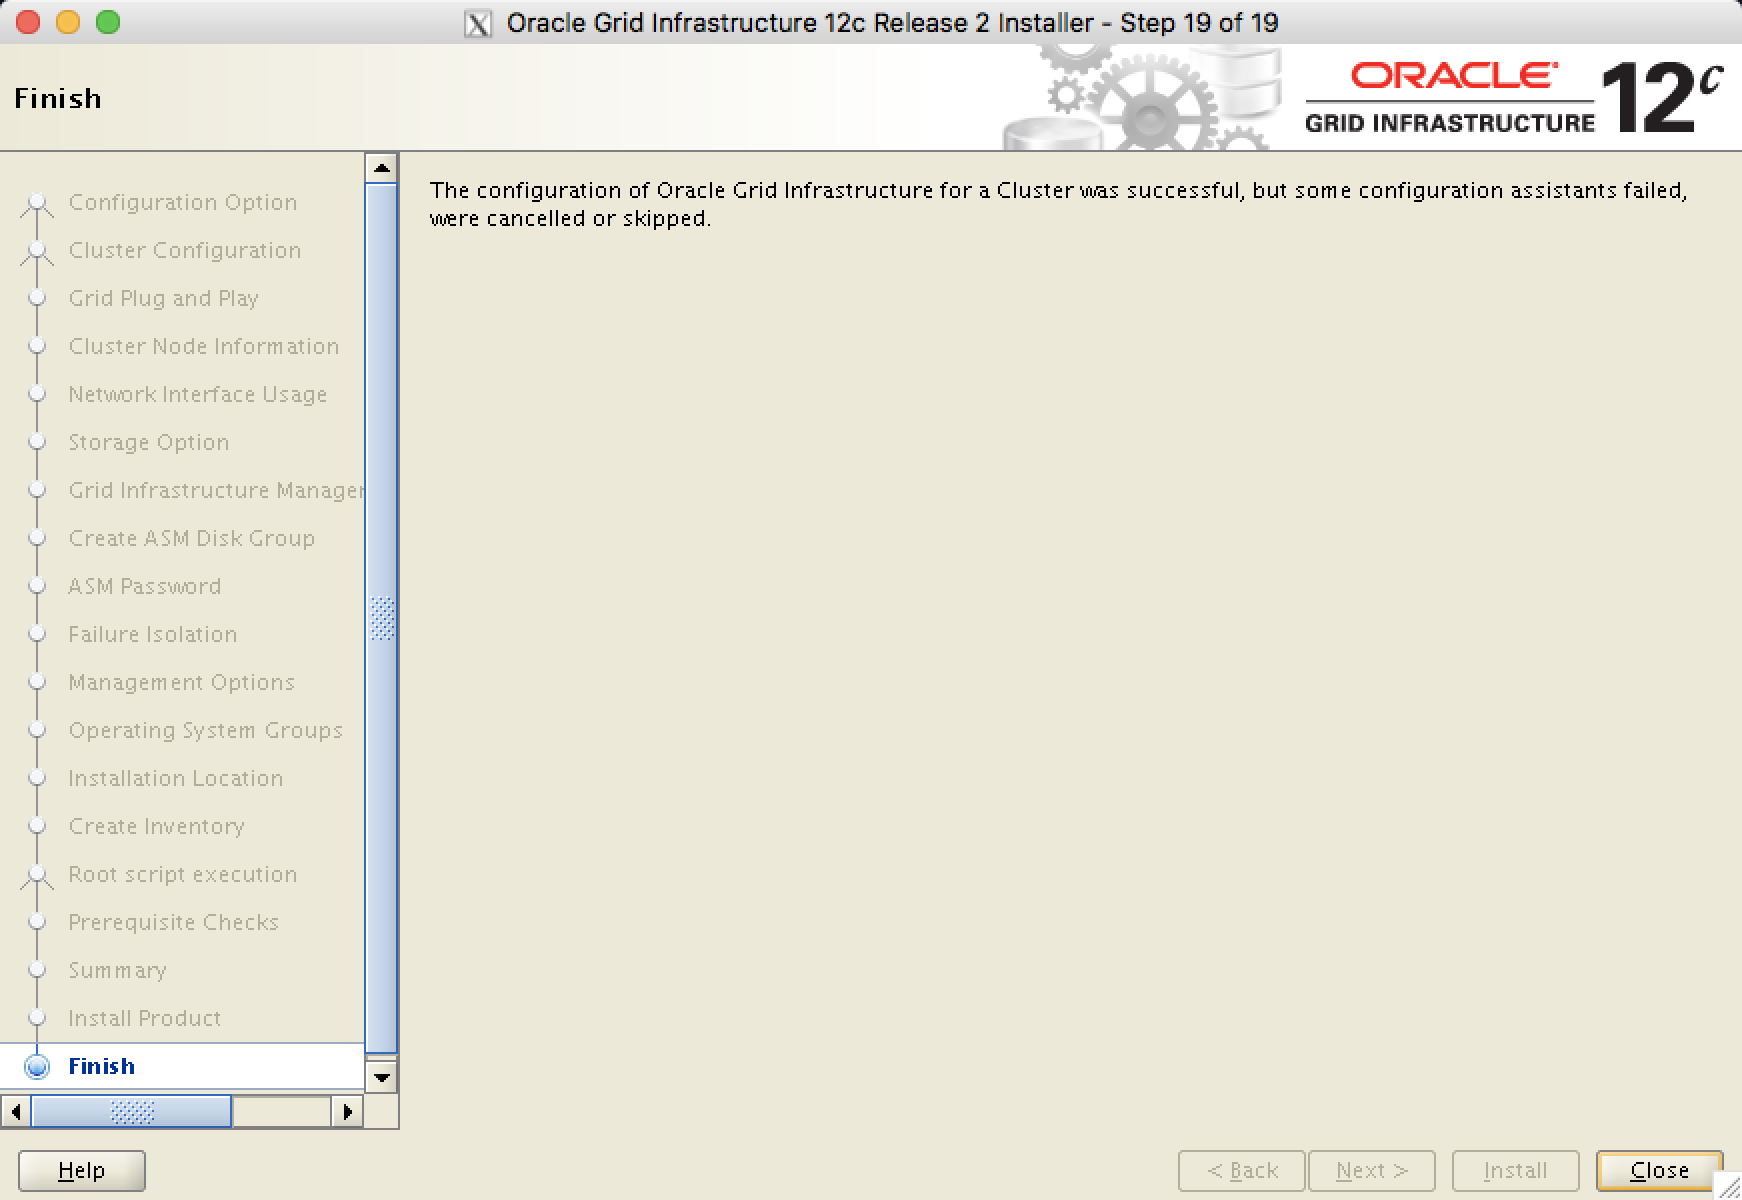 Oracle Grid Infrastructure 12c Release 2 Installer - Step 19 of 19
Finish
ORACLE
GRID INFRASTRUCTURE
12c
Configuration Option
Cluster Configuration
Grid Plug and Play
Cluster Node Information
Network Interface Usage
Storage Option
Grid Infrastructure Manager
Create ASM Disk Group
ASM Password
Failure Isolation
Management Options
Operating System Groups
Installation Location
Create Inventory
Root script execution
Prerequisite Checks
Summary
Install Product
Finish
The configuration of Oracle Grid Infrastructure for a Cluster was successful, but some configuration assistants failed,
were cancelled or skipped.
Help
< Back
Next >
Install
Close